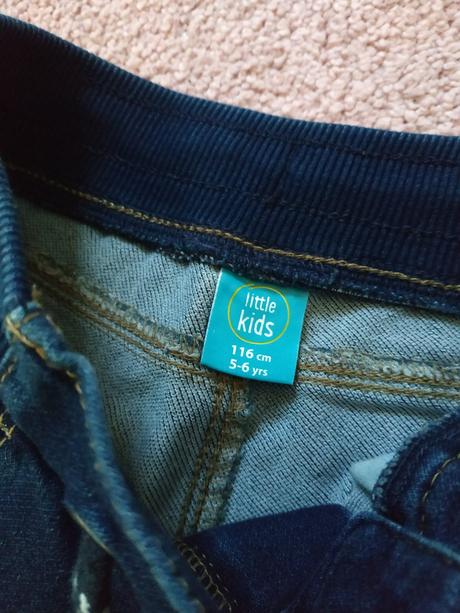 little
kids
116 cm
5-6 yrs